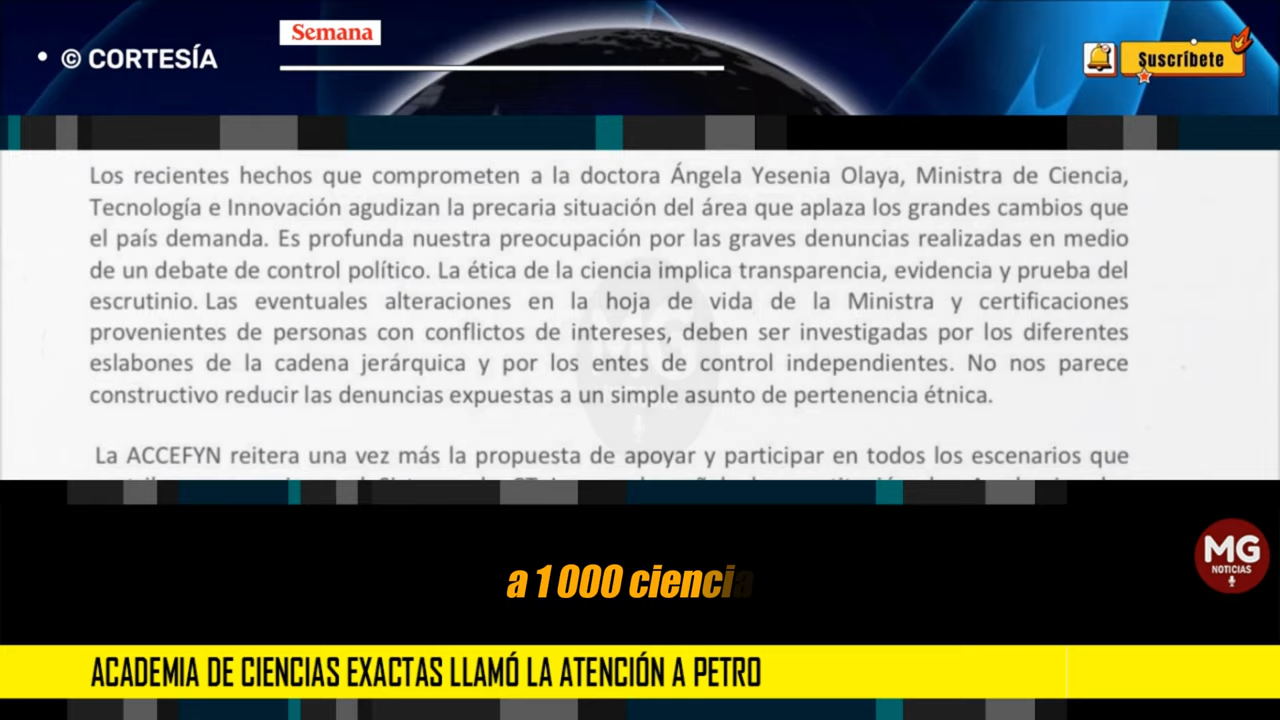 • © CORTESÍA
Semana
Suscríbete
Los recientes hechos que comprometen a la doctora Ángela Yesenia Olaya, Ministra de Ciencia,
Tecnología e Innovación agudizan la precaria situación del área que aplaza los grandes cambios que
el país demanda. Es profunda nuestra preocupación por las graves denuncias realizadas en medio
de un debate de control político. La ética de la ciencia implica transparencia, evidencia y prueba del
escrutinio. Las eventuales alteraciones en la hoja de vida de la Ministra y certificaciones
provenientes de personas con conflictos de intereses, deben ser investigadas por los diferentes
eslabones de la cadena jerárquica y por los entes de control independientes. No nos parece
constructivo reducir las denuncias expuestas a un simple asunto de pertenencia étnica.
La ACCEFYN reitera una vez más la propuesta de apoyar y participar en todos los escenarios que
MG
NOTICIAS
a 1 000 ciencia
ACADEMIA DE CIENCIAS EXACTAS LLAMÓ LA ATENCIÓN A PETRO